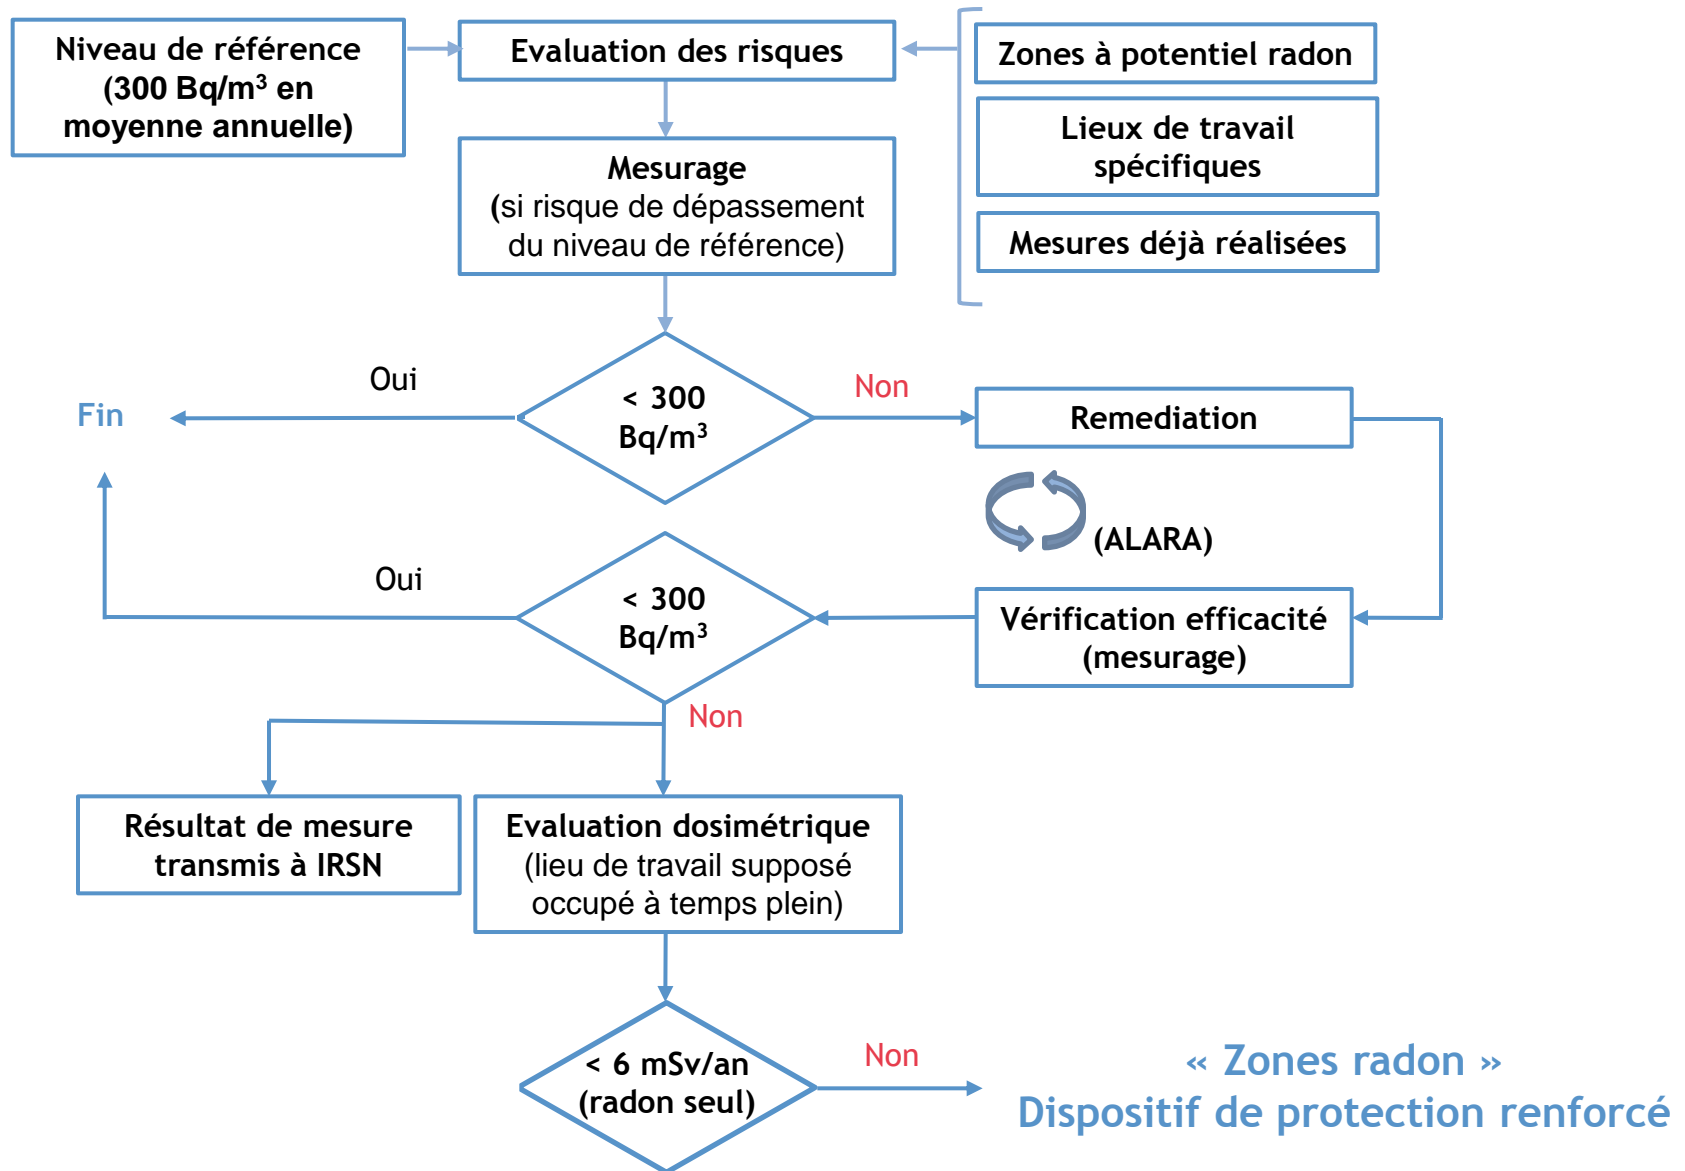 Niveau de référence
(300 Bq/m³ en
moyenne annuelle)
Evaluation des risques
Zones à potentiel radon
Lieux de travail
spécifiques
Mesures déjà réalisées
Mesurage
(si risque de dépassement
du niveau de référence)
Oui
< 300
Bq/m³
Non
Fin
Remediation
(ALARA)
Oui
< 300
Bq/m³
Vérification efficacité
(mesurage)
Non
Résultat de mesure
transmis à IRSN
Evaluation dosimétrique
(lieu de travail supposé
occupé à temps plein)
< 6 mSv/an
(radon seul)
Non
« Zones radon »
Dispositif de protection renforcé